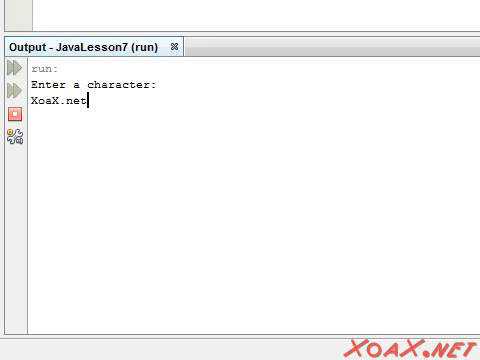 Output - JavaLesson7 (run)
run:
Enter a character:
XoaX.net
XOAX.NET